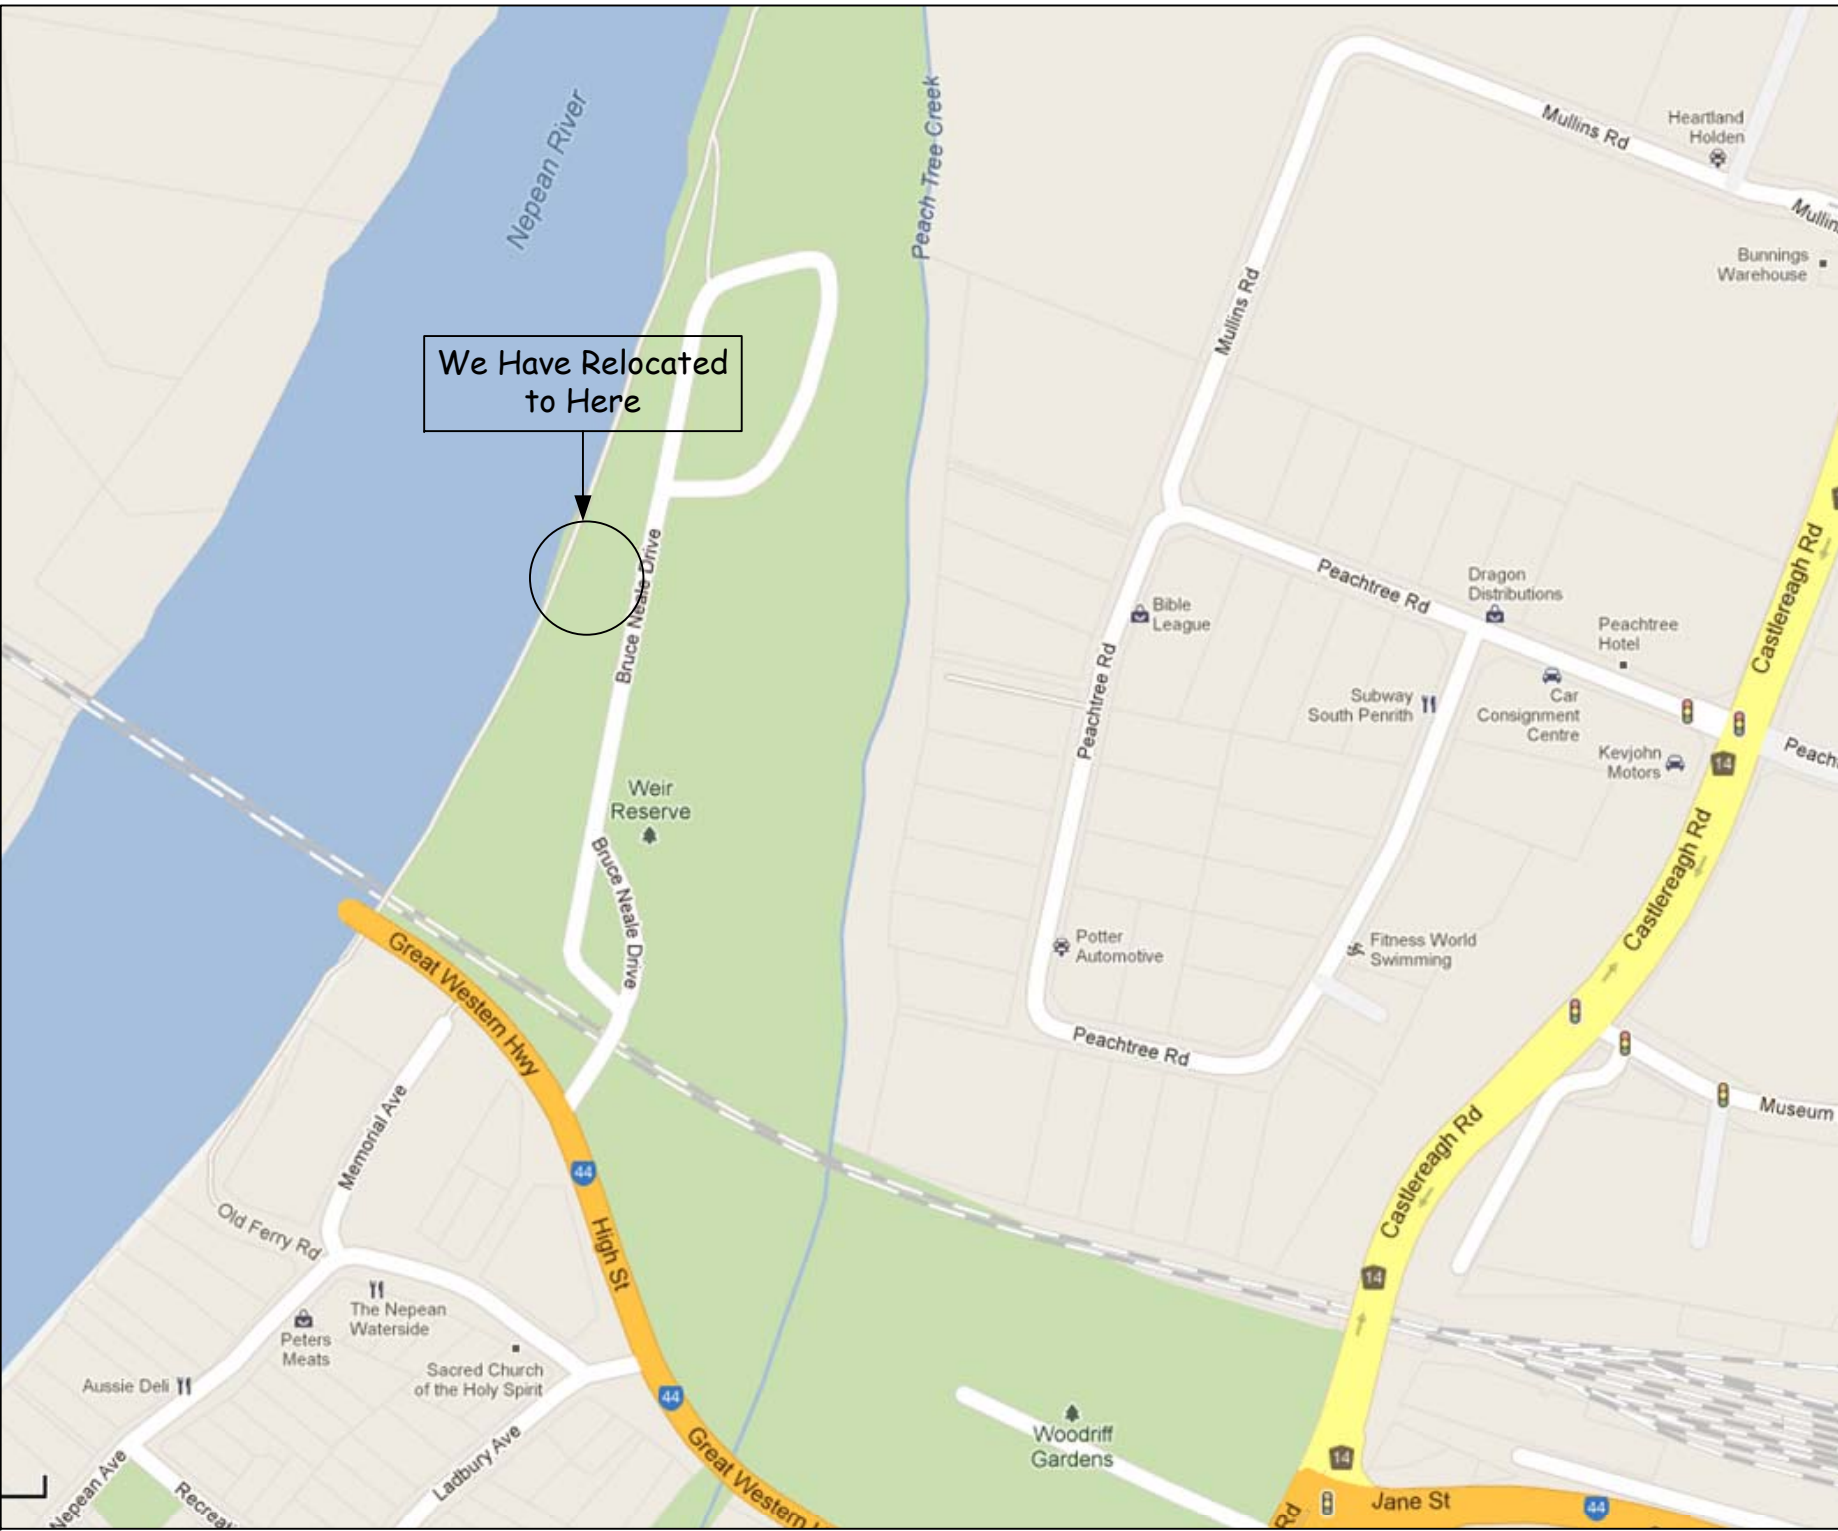 Nepean River
Peach Tree Creek
Mullins Rd
Heartland
Holden
Mullin
Bunnings
Warehouse
Mullins Rd
We Have Relocated
to Here
Bruce Neale Drive
Peachtree Rd
Dragon
Distributions
Bible
League
Peachtree
Hotel
Castlereagh Rd
Peachtree Rd
Subway
South Penrith
Car
Consignment
Centre
Kevjohn
Motors
14
Peach
Weir
Reserve
Bruce Neale Drive
Castlereagh Rd
Great Western Hwy
Potter
Automotive
Fitness World
Swimming
Peachtree Rd
Museum
Memorial Ave
Castlereagh Rd
44
Old Ferry Rd
High St
14
The Nepean
Waterside
Peters
Meats
Aussie Deli
Sacred Church
of the Holy Spirit
44
Woodriff
Gardens
Great Western
14
Ladbury Ave
Nepean Ave
Recrea
Rd
Jane St
44